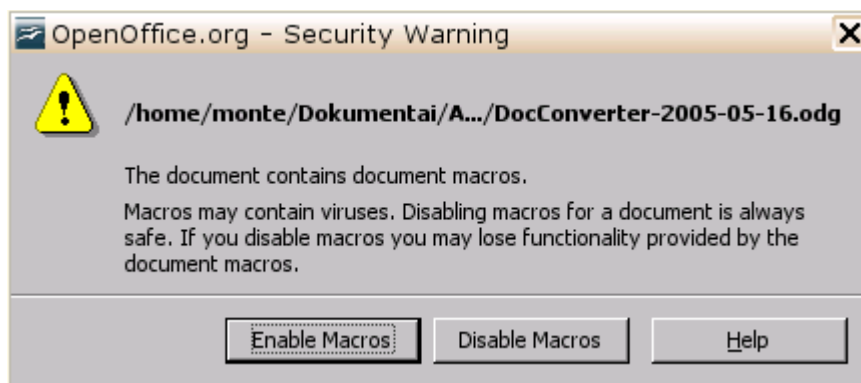 OpenOffice.org - Security Warning
/home/monte/Dokumentai/A.../DocConverter-2005-05-16.odg
The document contains document macros.
Macros may contain viruses. Disabling macros for a document is always
safe. If you disable macros you may lose functionality provided by the
document macros.
Enable Macros Disable Macros Help